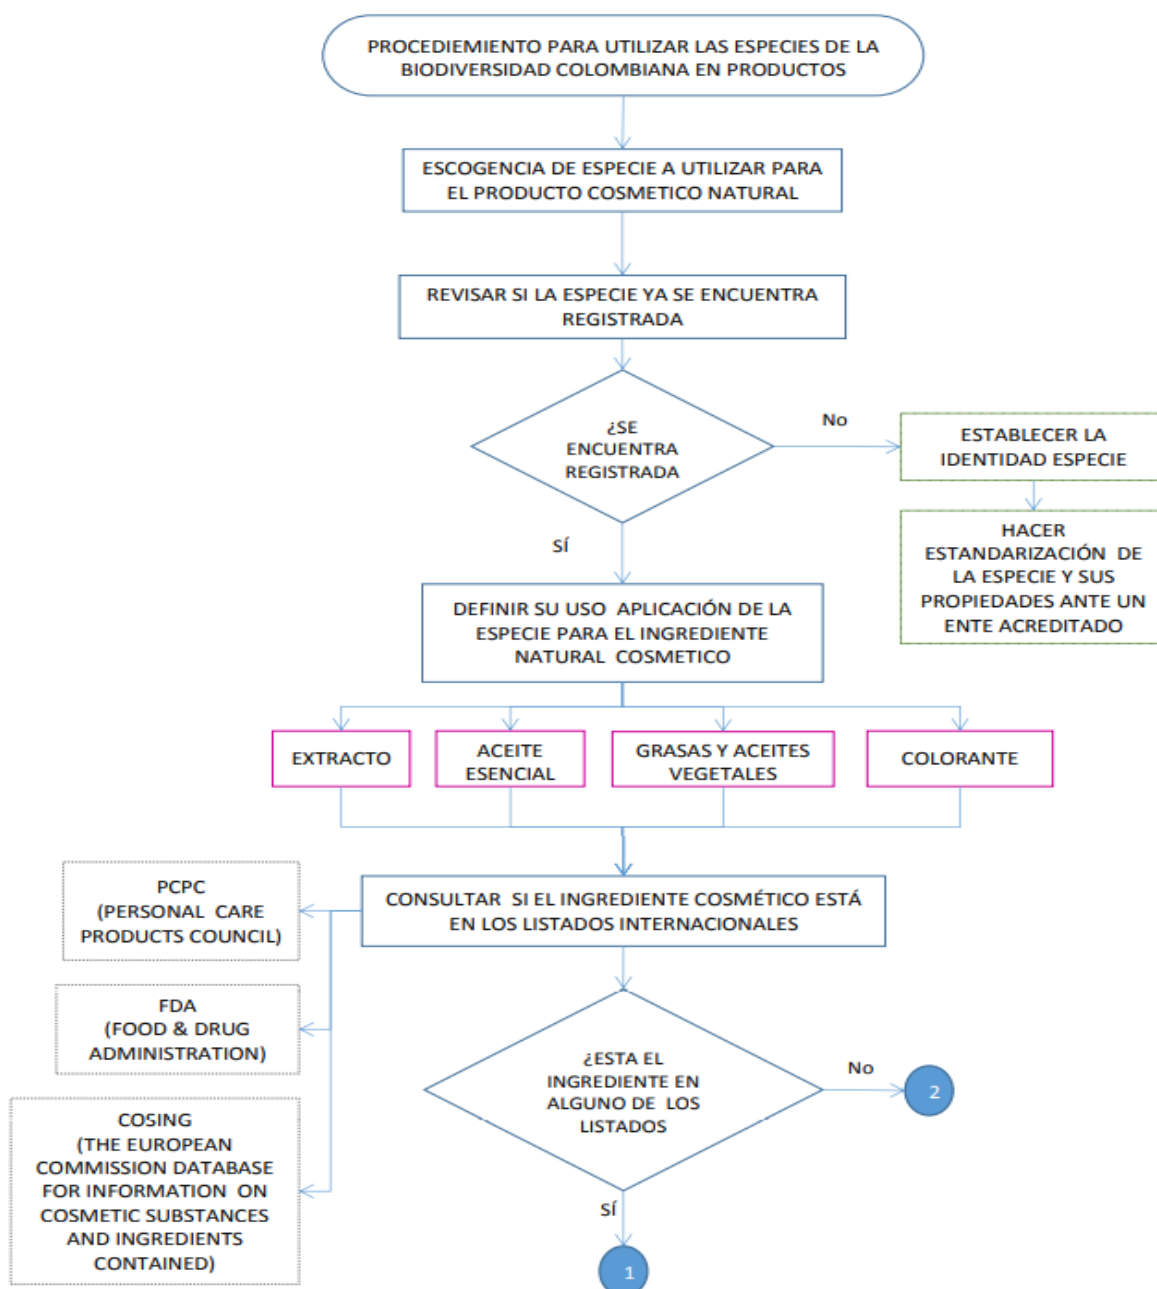 PROCEDIEMIENTO PARA UTILIZAR LAS ESPECIES DE LA
BIODIVERSIDAD COLOMBIANA EN PRODUCTOS
ESCOGENCIA DE ESPECIE A UTILIZAR PARA
EL PRODUCTO COSMETICO NATURAL
REVISAR SI LA ESPECIE YA SE ENCUENTRA
REGISTRADA
¿SE
ENCUENTRA
REGISTRADA
No
ESTABLECER LA
IDENTIDAD ESPECIE
HACER
ESTANDARIZACIÓN DE
LA ESPECIE Y SUS
PROPIEDADES ANTE UN
ENTE ACREDITADO
SÍ
DEFINIR SU USO APLICACIÓN DE LA
ESPECIE PARA EL INGREDIENTE
NATURAL COSMETICO
EXTRACTO
ACEITE
ESENCIAL
GRASAS Y ACEITES
VEGETALES
COLORANTE
CONSULTAR SI EL INGREDIENTE COSMÉTICO ESTÁ
EN LOS LISTADOS INTERNACIONALES
PCPC
(PERSONAL CARE
PRODUCTS COUNCIL)
FDA
(FOOD & DRUG
ADMINISTRATION)
COSING
(THE EUROPEAN
COMMISSION DATABASE
FOR INFORMATION ON
COSMETIC SUBSTANCES
AND INGREDIENTS
CONTAINED)
¿ESTA EL
INGREDIENTE EN
ALGUNO DE LOS
LISTADOS
No
2
SÍ
1